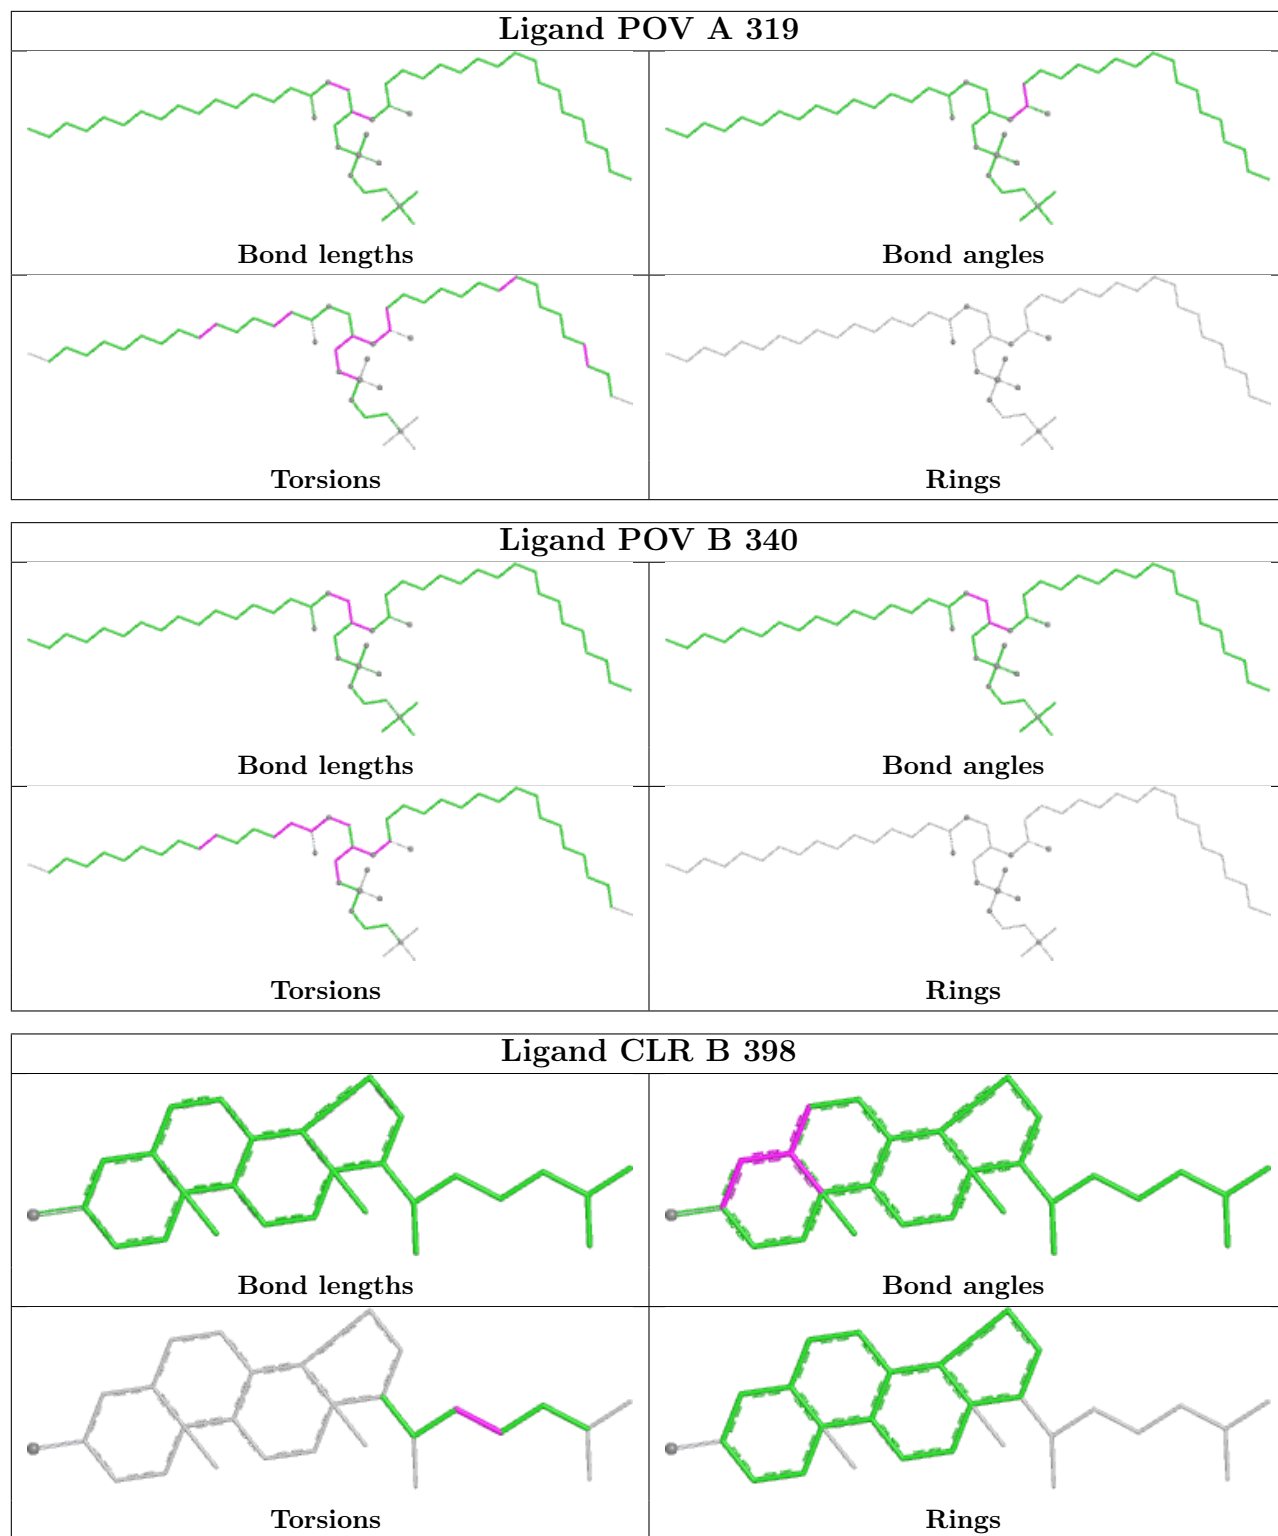 Ligand POV A 319
Bond lengths
Bond angles
Torsions
Rings
Ligand POV B 340
Bond lengths
Bond angles
Torsions
Rings
Ligand CLR B 398
Bond lengths
Bond angles
Torsions
Rings